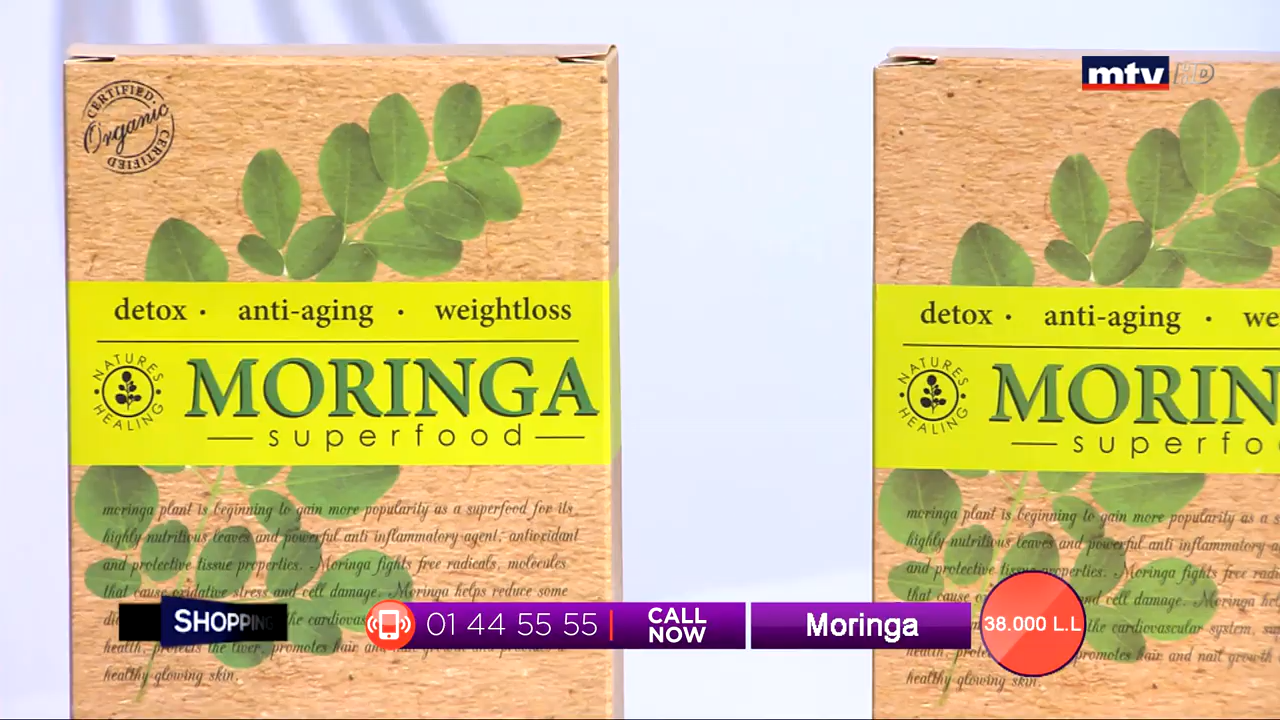 CERTIFIED
Organic
CERTIFIED
detox · anti-aging · weightloss
NATURES
HEALING
MORINGA
superfood
moringa plant is beginning to gain more popularity as a superfood for its
highly nutritious leaves and powerful anti inflammatory agent, antioxidant
and protective tissue properties. Moringa fights free radicals, molecules
that cause oxidative stress and cell damage. Moringa helps reduce some
health, protects the liver, promotes hair and nail growth and
healthy glowing skin.
mtv HD
detox · anti-aging · we
NATURES
HEALING
MORIN
superfo
moringa plant is beginning to gain more popularity as a s
highly nutritious leaves and powerful anti inflammatory a
and protective tissue properties. Moringa fights free radi
that cause oxidative stress and cell damage. Moringa hel
the cardiovascular system, su
promotes hair and nail growth
healthy glowing skin.
SHOPPING
01 44 55 55
CALL
NOW
Moringa
38.000 L.L